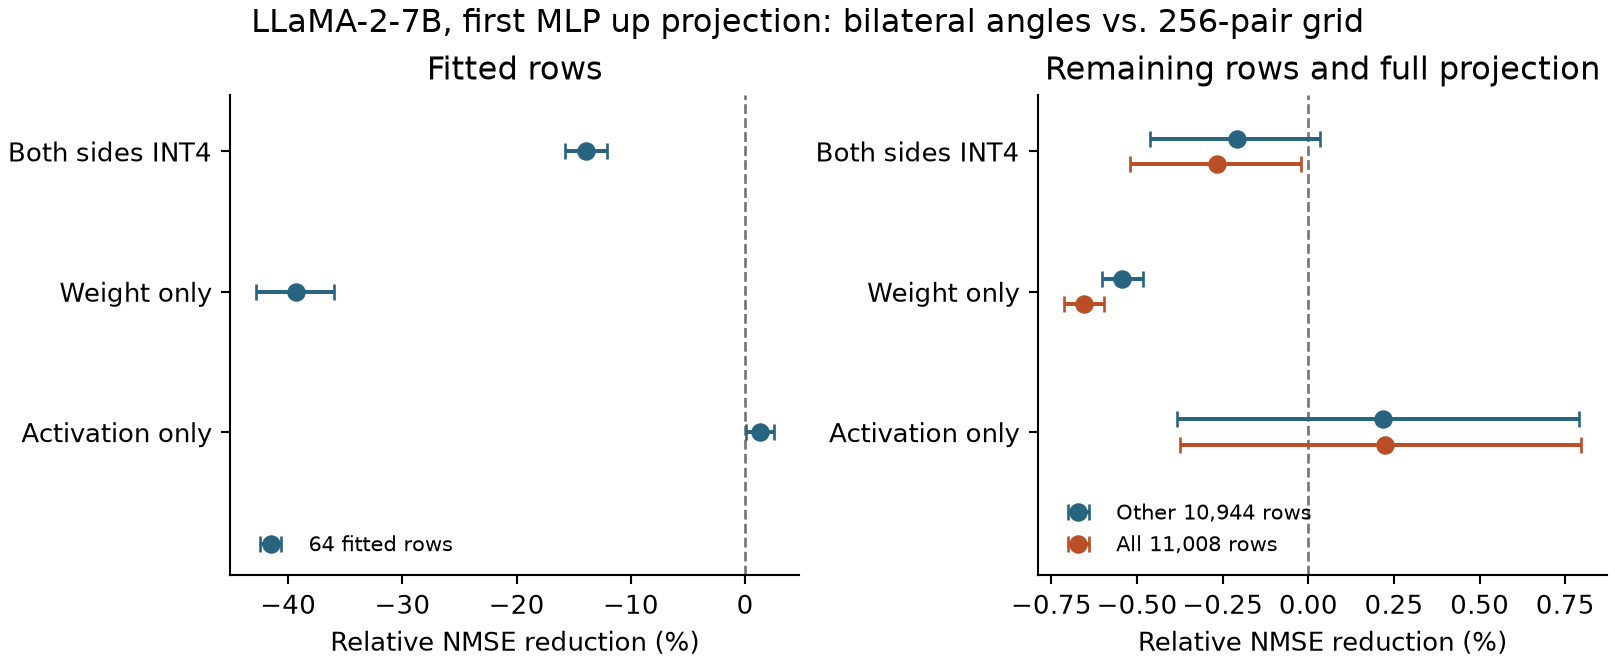 LLaMA-2-7B, first MLP up projection: bilateral angles vs. 256-pair grid
Fitted rows
Both sides INT4
Weight only
Activation only
64 fitted rows
−40 −30 −20 −10 0
Relative NMSE reduction (%)
Remaining rows and full projection
Both sides INT4
Weight only
Activation only
Other 10,944 rows
All 11,008 rows
−0.75 −0.50 −0.25 0.00 0.25 0.50 0.75
Relative NMSE reduction (%)